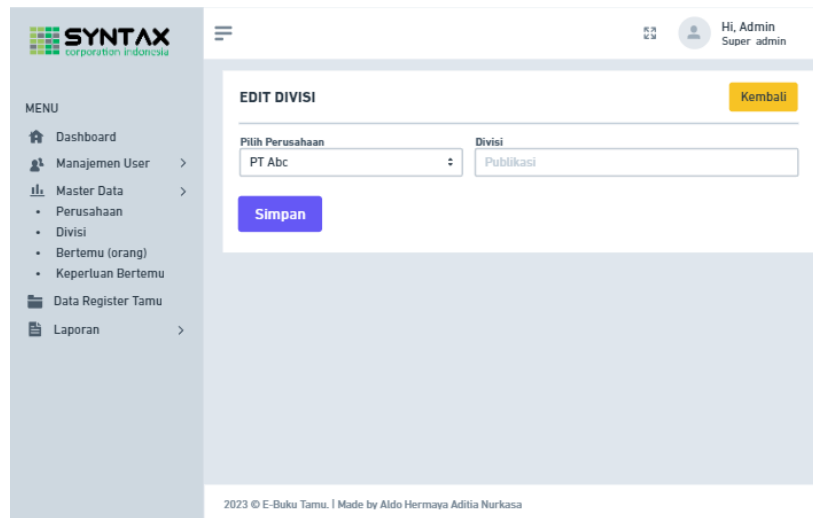 SYNTAX
corporation indonesia
Hi, Admin
Super admin
MENU
Dashboard
Manajemen User
Master Data
Perusahaan
Divisi
Bertemu (orang)
Keperluan Bertemu
Data Register Tamu
Laporan
EDIT DIVISI
Kembali
Pilih Perusahaan
PT Abc
Divisi
Publikasi
Simpan
2023 © E-Buku Tamu. | Made by Aldo Hermaya Aditia Nurkasa